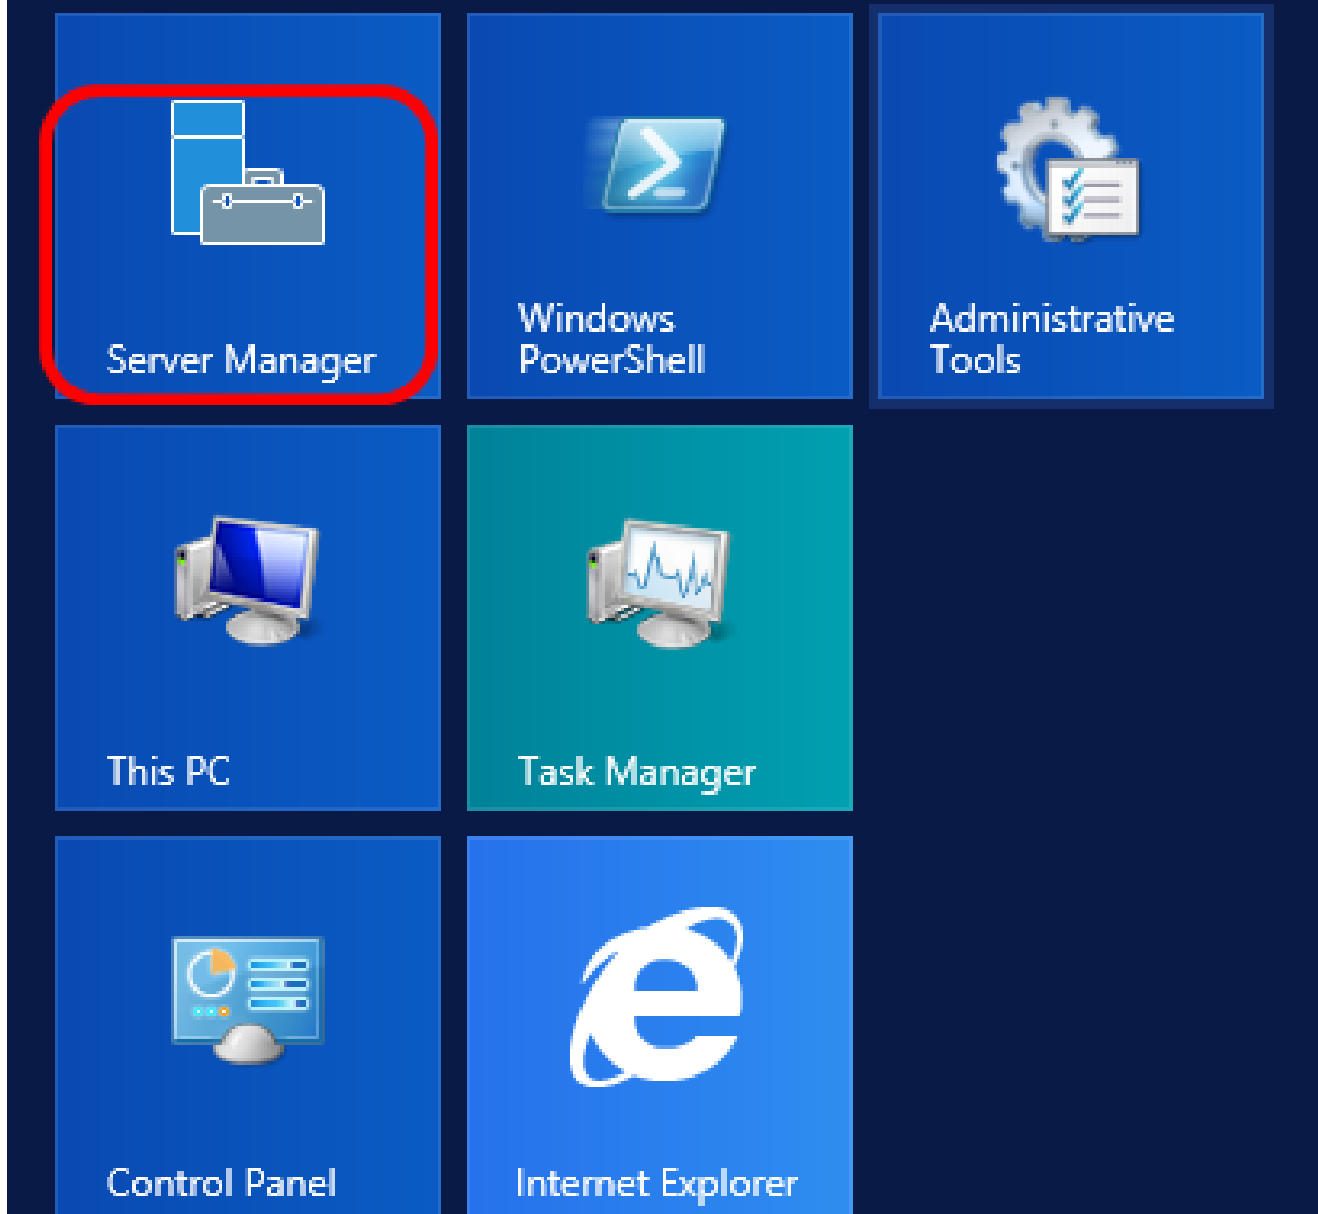 Server Manager
Windows
PowerShell
Administrative
Tools
This PC
Task Manager
Control Panel
Internet Explorer